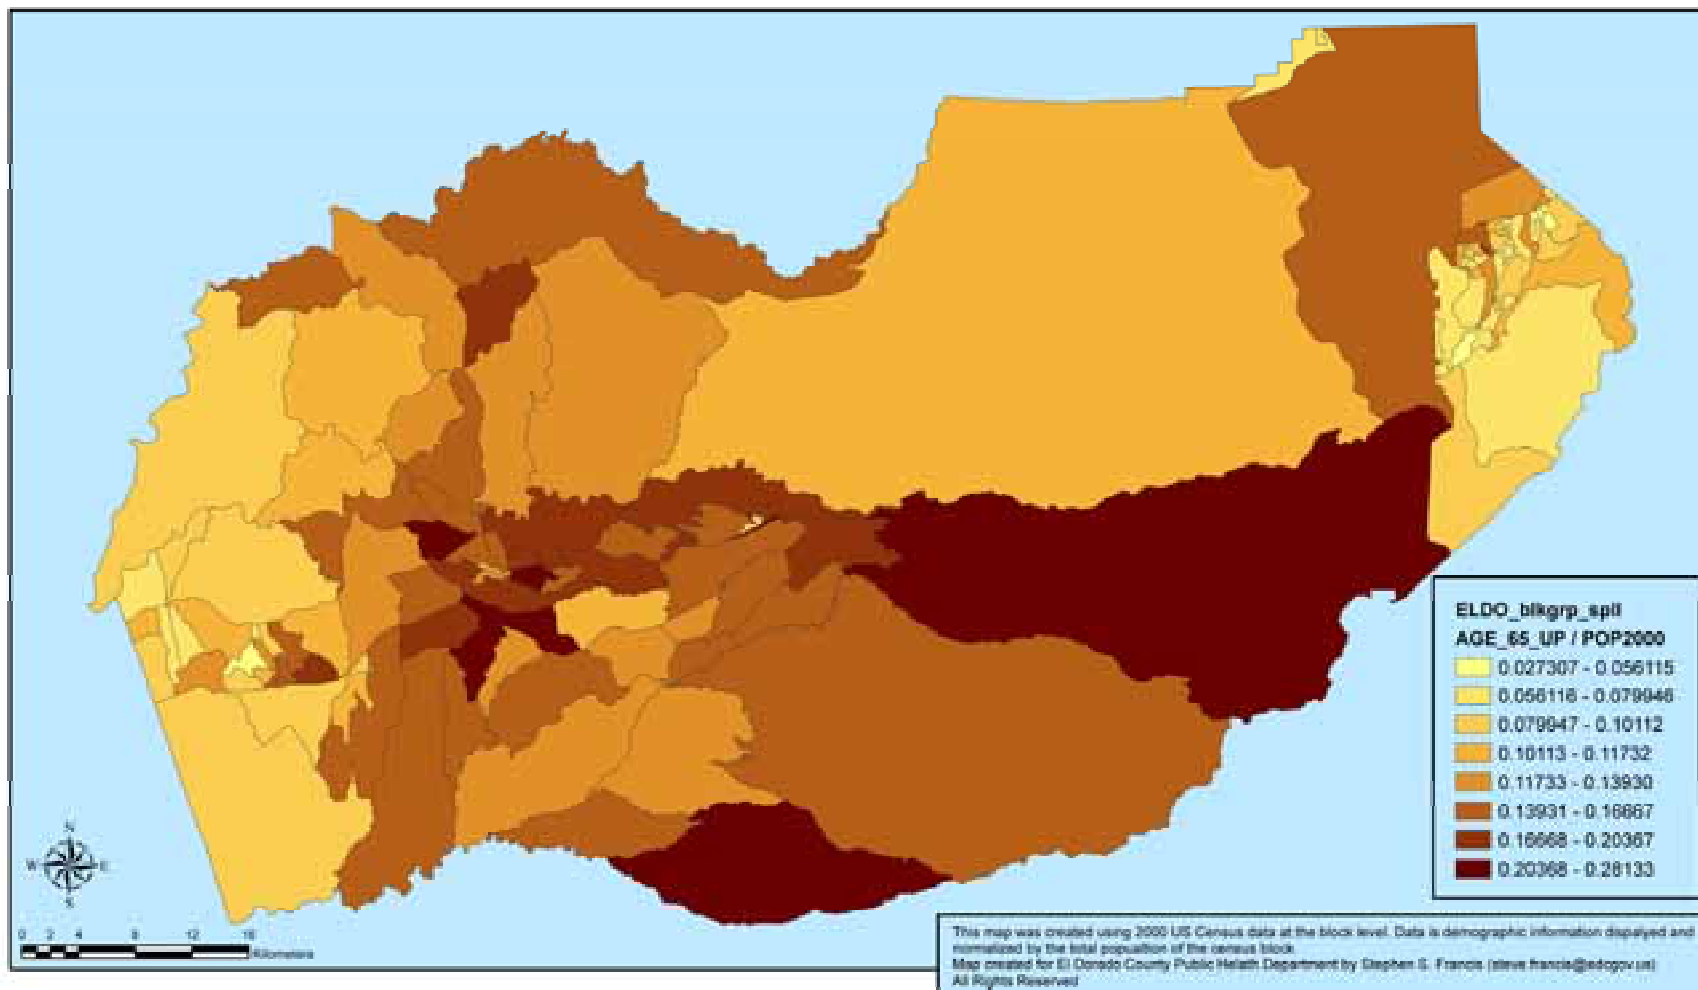 N
W E
S
0 2 4 8 12 16
Kilometers
ELDO_blkgrp_spll
AGE_65_UP / POP2000
0.027307 - 0.056115
0.056116 - 0.079946
0.079947 - 0.10112
0.10113 - 0.11732
0.11733 - 0.13930
0.13931 - 0.16667
0.16668 - 0.20367
0.20368 - 0.28133
This map was created using 2000 US Census data at the block level. Data is demographic information dispalyed and
normalized by the total popualtion of the census block
Map created for El Dorado County Public Helath Department by Stephen S. Francis (steve.francis@edcgov.us)
All Rights Reserved